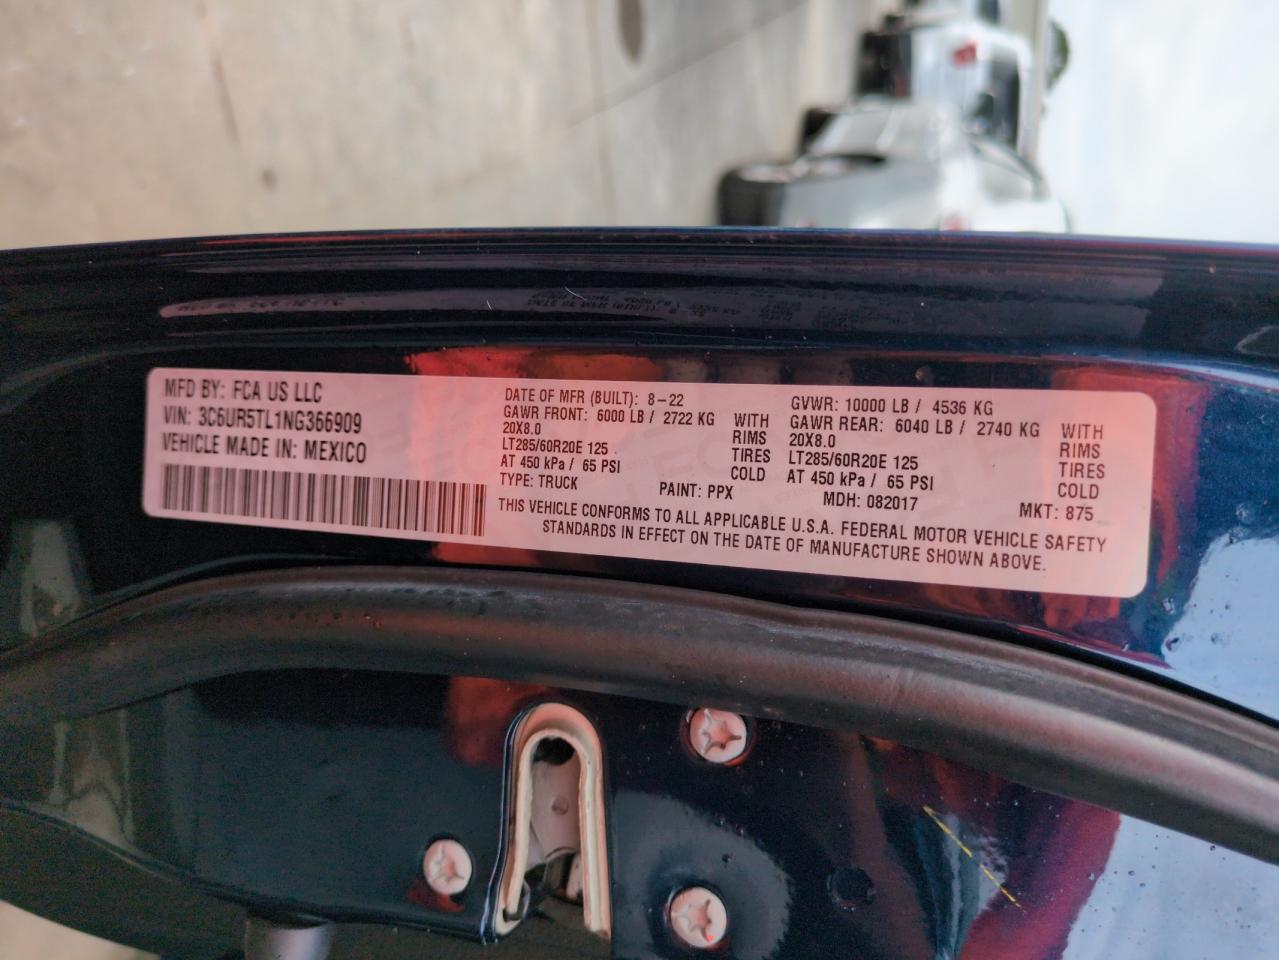 MFD BY: FCA US LLC
VIN: 3C6UR5TL1NG366909
VEHICLE MADE IN: MEXICO
DATE OF MFR (BUILT): 8-22
GAWR FRONT: 6000 LB / 2722 KG WITH
20X8.0 RIMS
LT285/60R20E 125 TIRES
AT 450 kPa / 65 PSI COLD
GVWR: 10000 LB / 4536 KG
GAWR REAR: 6040 LB / 2740 KG WITH
20X8.0 RIMS
LT285/60R20E 125 TIRES
AT 450 kPa / 65 PSI COLD
TYPE: TRUCK PAINT: PPX MDH: 082017 MKT: 875
THIS VEHICLE CONFORMS TO ALL APPLICABLE U.S.A. FEDERAL MOTOR VEHICLE SAFETY
STANDARDS IN EFFECT ON THE DATE OF MANUFACTURE SHOWN ABOVE.